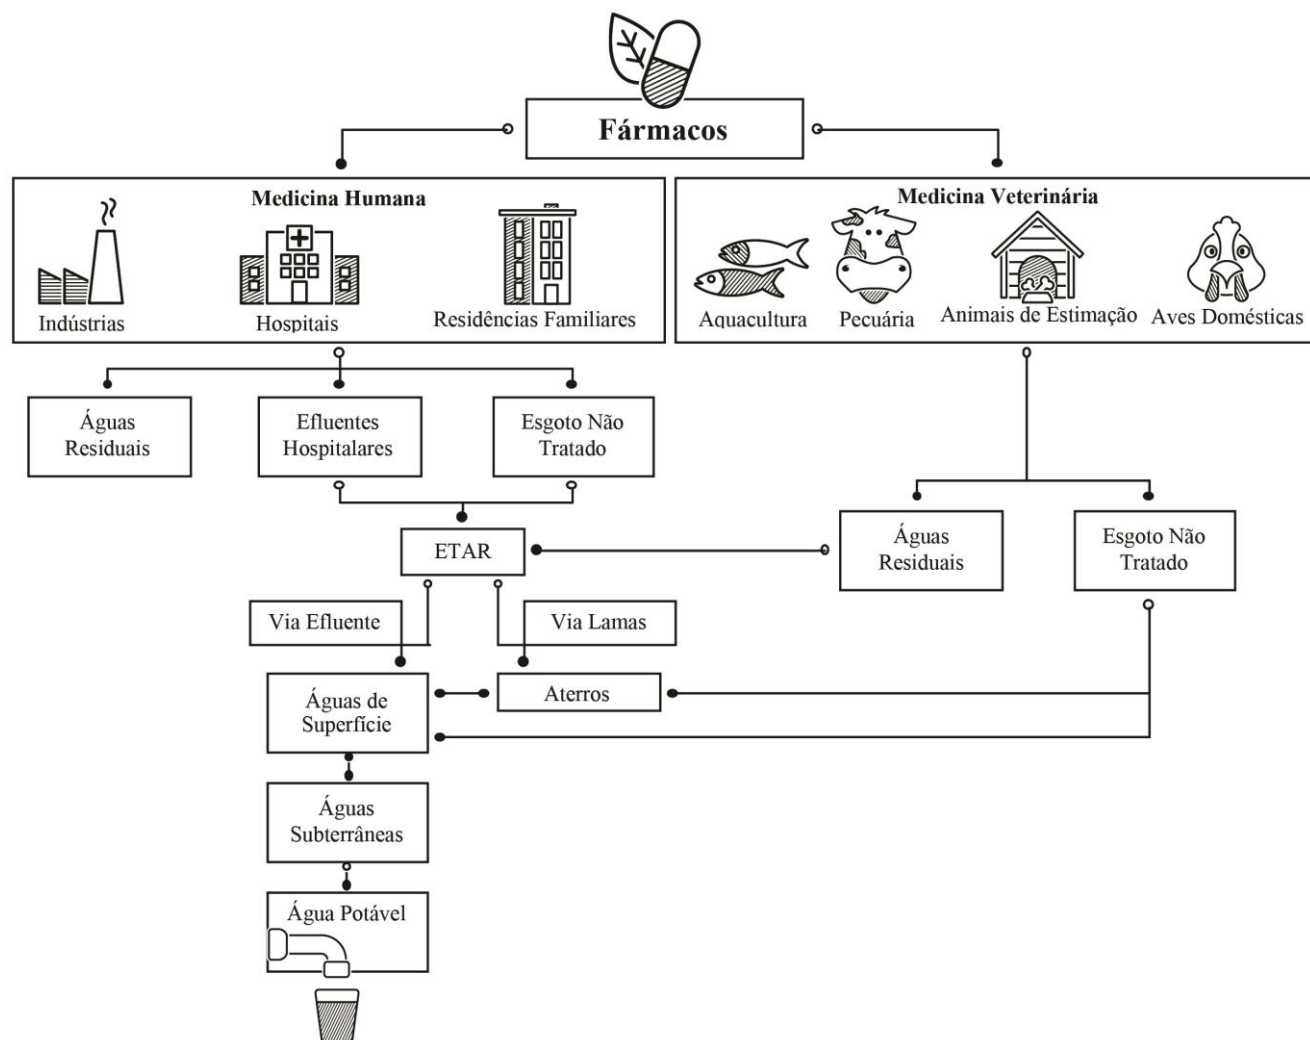 Fármacos
Medicina Humana
Indústrias
Hospitais
Residências Familiares
Medicina Veterinária
Aquacultura
Pecuária
Animais de Estimação
Aves Domésticas
Águas
Residuais
Efluentes
Hospitalares
Esgoto Não
Tratado
Águas
Residuais
Esgoto Não
Tratado
ETAR
Via Efluente
Via Lamas
Águas de
Superfície
Aterros
Águas
Subterrâneas
Água Potável